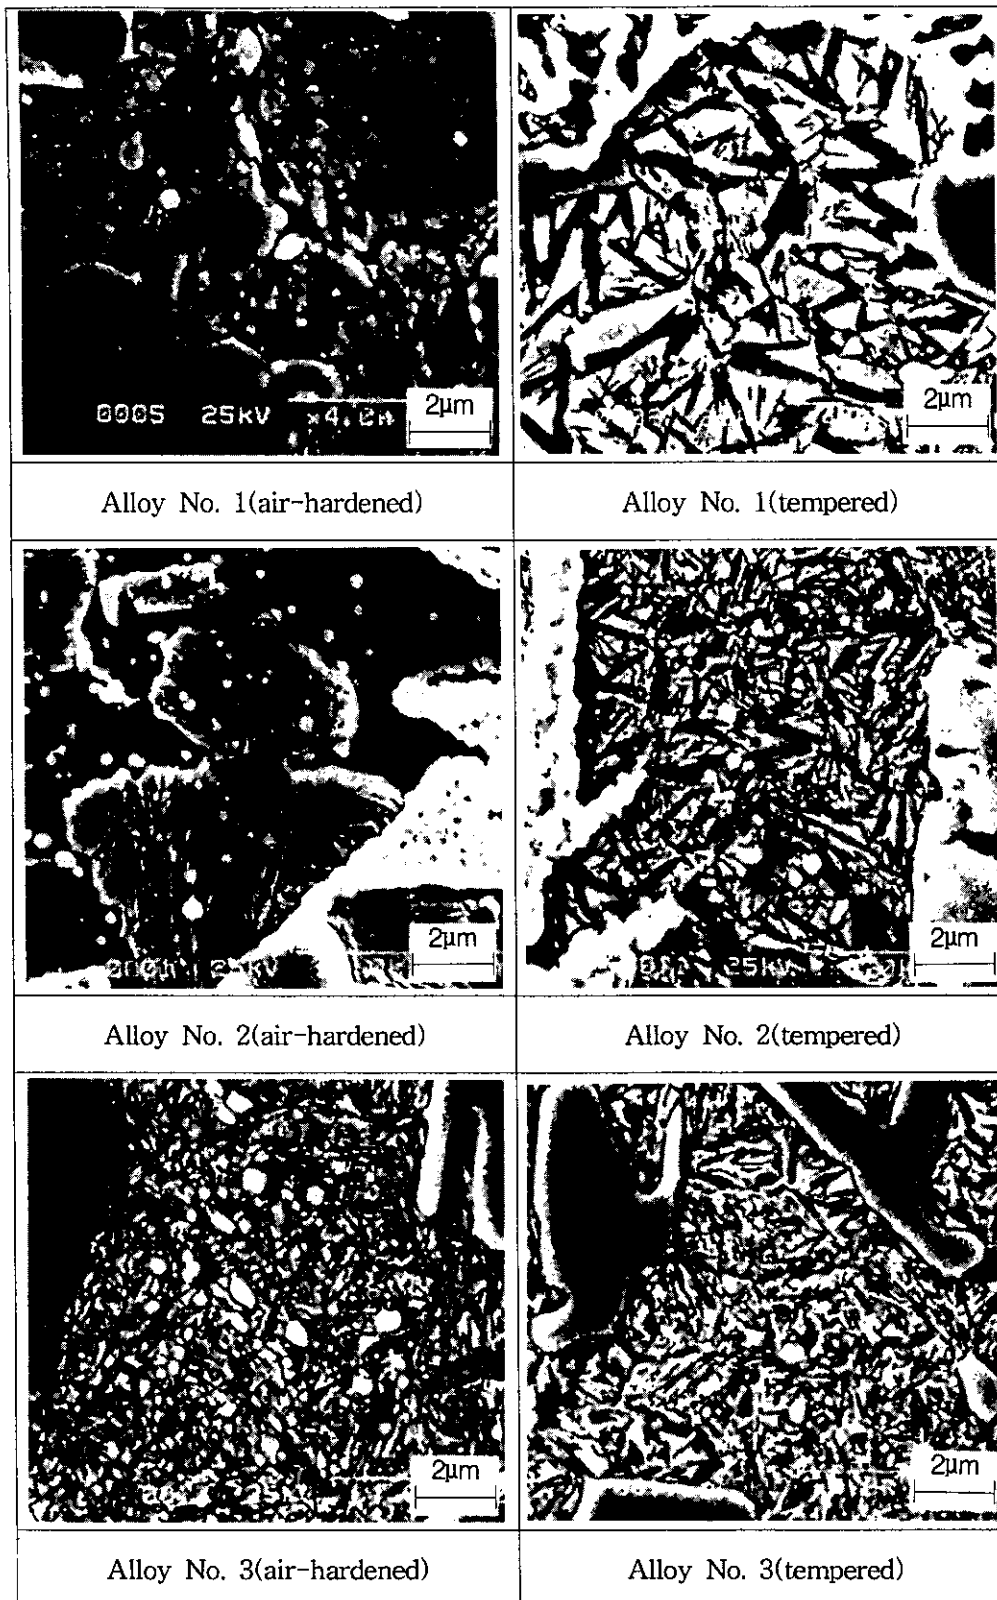 0005 25kV
2μm
2μm
Alloy No. 1(air-hardened)
Alloy No. 1(tempered)
2μm
25kV
2μm
Alloy No. 2(air-hardened)
Alloy No. 2(tempered)
2μm
2μm
Alloy No. 3(air-hardened)
Alloy No. 3(tempered)